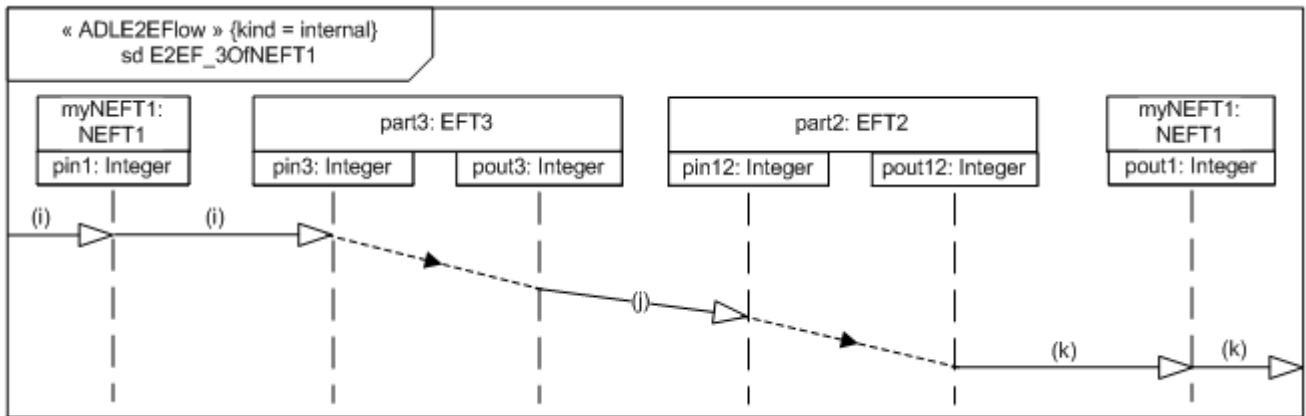 « ADLE2EFlow » {kind = internal}
sd E2EF_3OfNEFT1
myNEFT1:
NEFT1
pin1: Integer
part3: EFT3
pin3: Integer
pout3: Integer
part2: EFT2
pin12: Integer
pout12: Integer
myNEFT1:
NEFT1
pout1: Integer
(i)
(i)
(j)
(k)
(k)